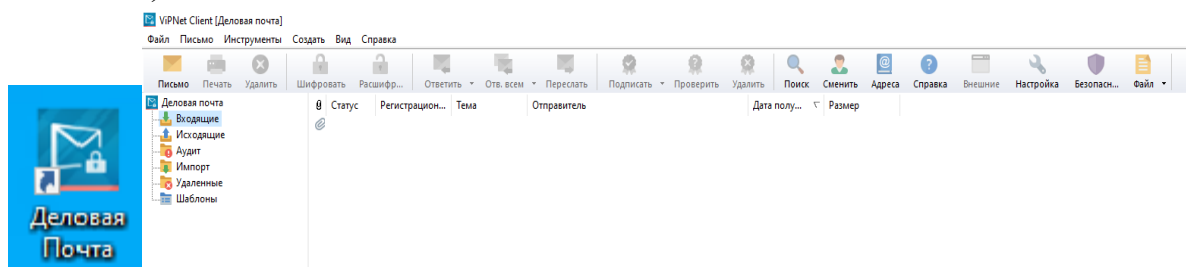 ViPNet Client [Деловая почта]
Файл Письмо Инструменты Создать Вид Справка
Письмо Печать Удалить Шифровать Расшифр... Ответить Отв. всем Переслать Подписать Проверить Удалить Поиск Сменить Адреса Справка Внешние Настройка Безопасн... Файл
Деловая почта Статус Регистрацион... Тема Отправитель Дата полу... Размер
Входящие
Исходящие
Аудит
Импорт
Удаленные
Шаблоны
Деловая
Почта